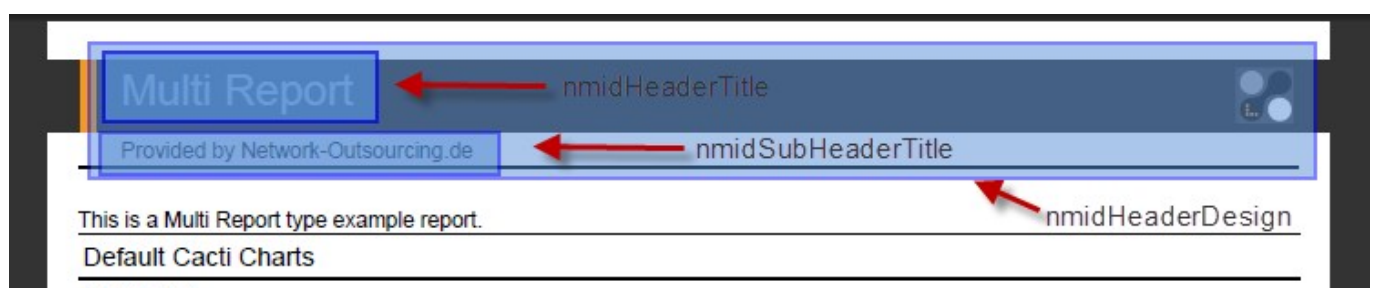 Multi Report
nmidHeaderTitle
Provided by Network-Outsourcing.de
nmidSubHeaderTitle
This is a Multi Report type example report.
nmidHeaderDesign
Default Cacti Charts